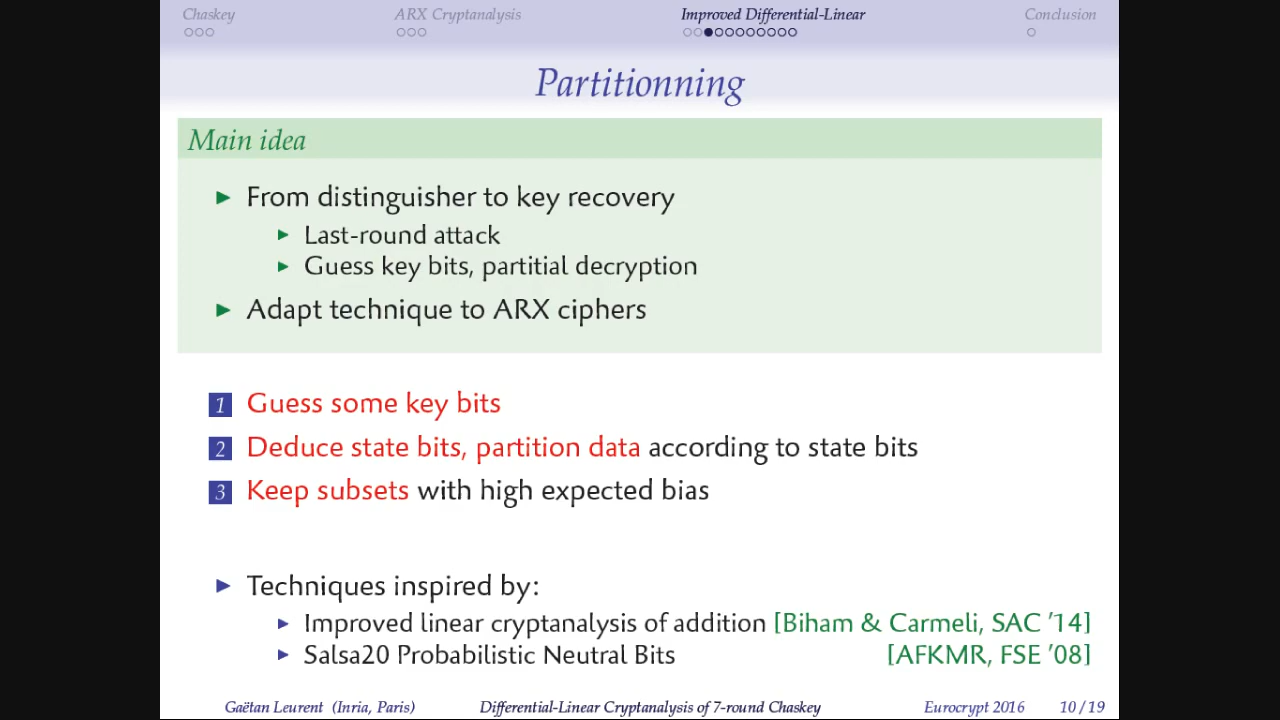 Chaskey ARX Cryptanalysis Improved Differential-Linear Conclusion
Partitionning
Main idea
From distinguisher to key recovery
Last-round attack
Guess key bits, partitial decryption
Adapt technique to ARX ciphers
1 Guess some key bits
2 Deduce state bits, partition data according to state bits
3 Keep subsets with high expected bias
Techniques inspired by:
Improved linear cryptanalysis of addition [Biham & Carmeli, SAC '14]
Salsa20 Probabilistic Neutral Bits [AFKMR, FSE '08]
Gaëtan Leurent (Inria, Paris) Differential-Linear Cryptanalysis of 7-round Chaskey Eurocrypt 2016 10 / 19